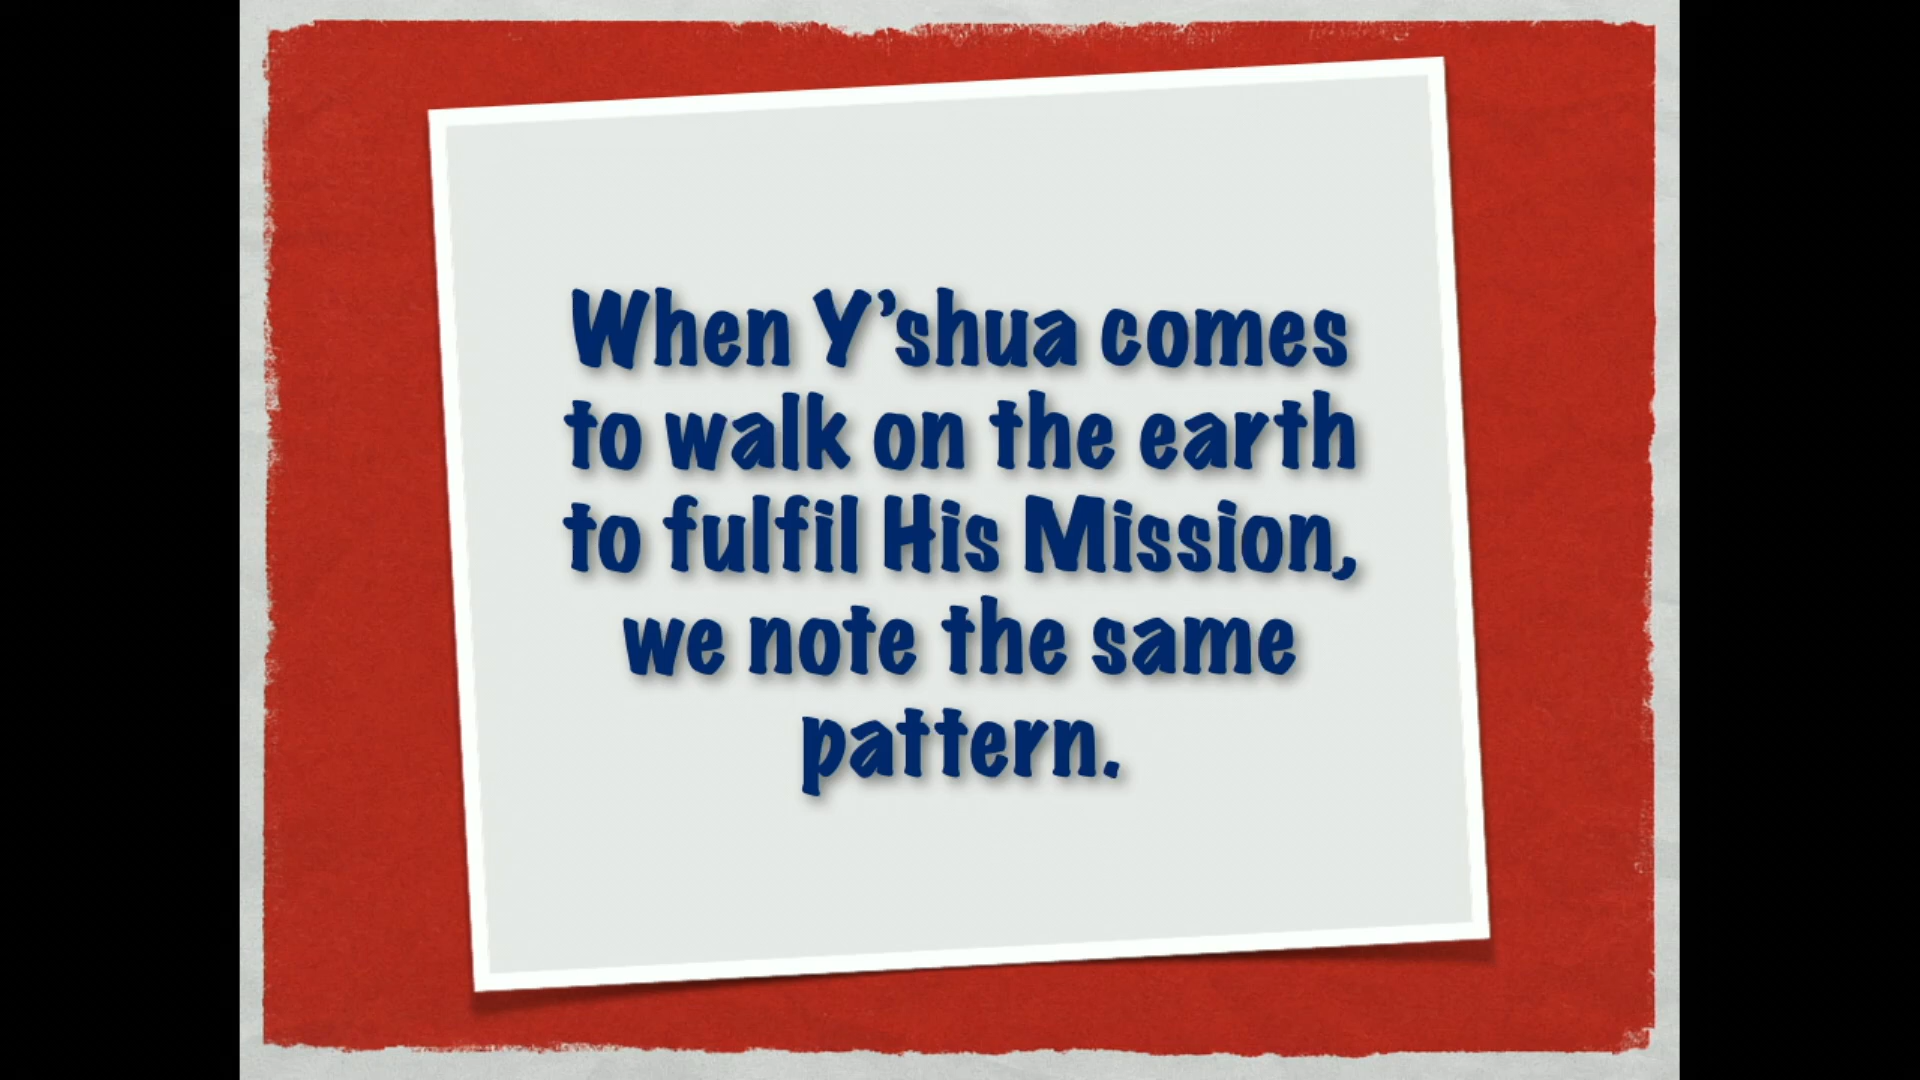 When Y’shua comes
to walk on the earth
to fulfil His Mission,
we note the same
pattern.